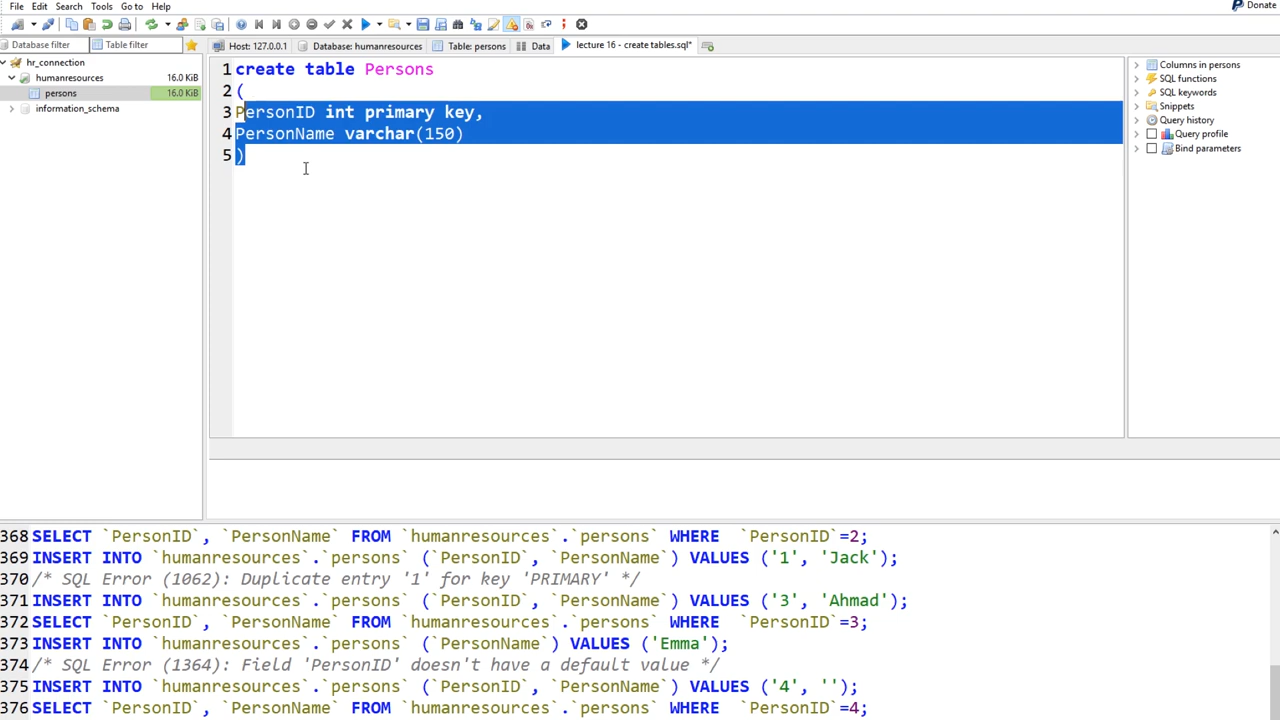 File Edit Search Tools Go to Help
Donate
Database filter Table filter Host: 127.0.0.1 Database: humanresources Table: persons Data lecture 16 - create tables.sql*
hr_connection
humanresources 16.0 KiB
persons 16.0 KiB
information_schema
1 create table Persons
2 (
3 PersonID int primary key,
4 PersonName varchar(150)
5 )
Columns in persons
SQL functions
SQL keywords
Snippets
Query history
Query profile
Bind parameters
368 SELECT `PersonID`, `PersonName` FROM `humanresources`.`persons` WHERE `PersonID`=2;
369 INSERT INTO `humanresources`.`persons` (`PersonID`, `PersonName`) VALUES ('1', 'Jack');
370 /* SQL Error (1062): Duplicate entry '1' for key 'PRIMARY' */
371 INSERT INTO `humanresources`.`persons` (`PersonID`, `PersonName`) VALUES ('3', 'Ahmad');
372 SELECT `PersonID`, `PersonName` FROM `humanresources`.`persons` WHERE `PersonID`=3;
373 INSERT INTO `humanresources`.`persons` (`PersonName`) VALUES ('Emma');
374 /* SQL Error (1364): Field 'PersonID' doesn't have a default value */
375 INSERT INTO `humanresources`.`persons` (`PersonID`, `PersonName`) VALUES ('4', '');
376 SELECT `PersonID`, `PersonName` FROM `humanresources`.`persons` WHERE `PersonID`=4;